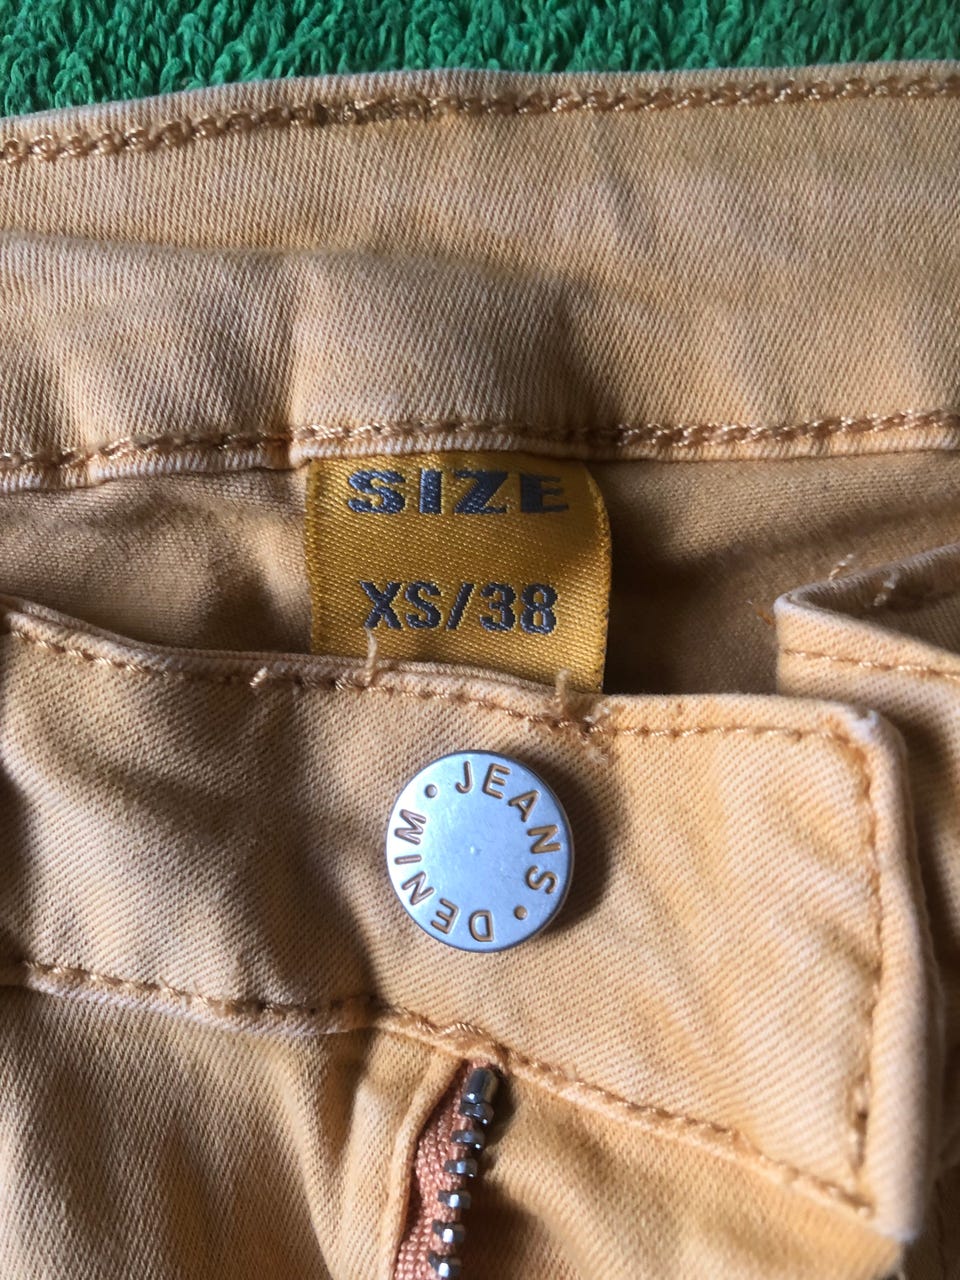 SIZE
XS/38
JEANS • DENIM •